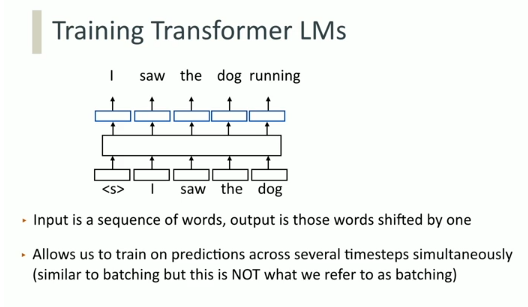 Training Transformer LMs
I saw the dog running
<s> I saw the dog
‣ Input is a sequence of words, output is those words shifted by one
‣ Allows us to train on predictions across several timesteps simultaneously
(similar to batching but this is NOT what we refer to as batching)